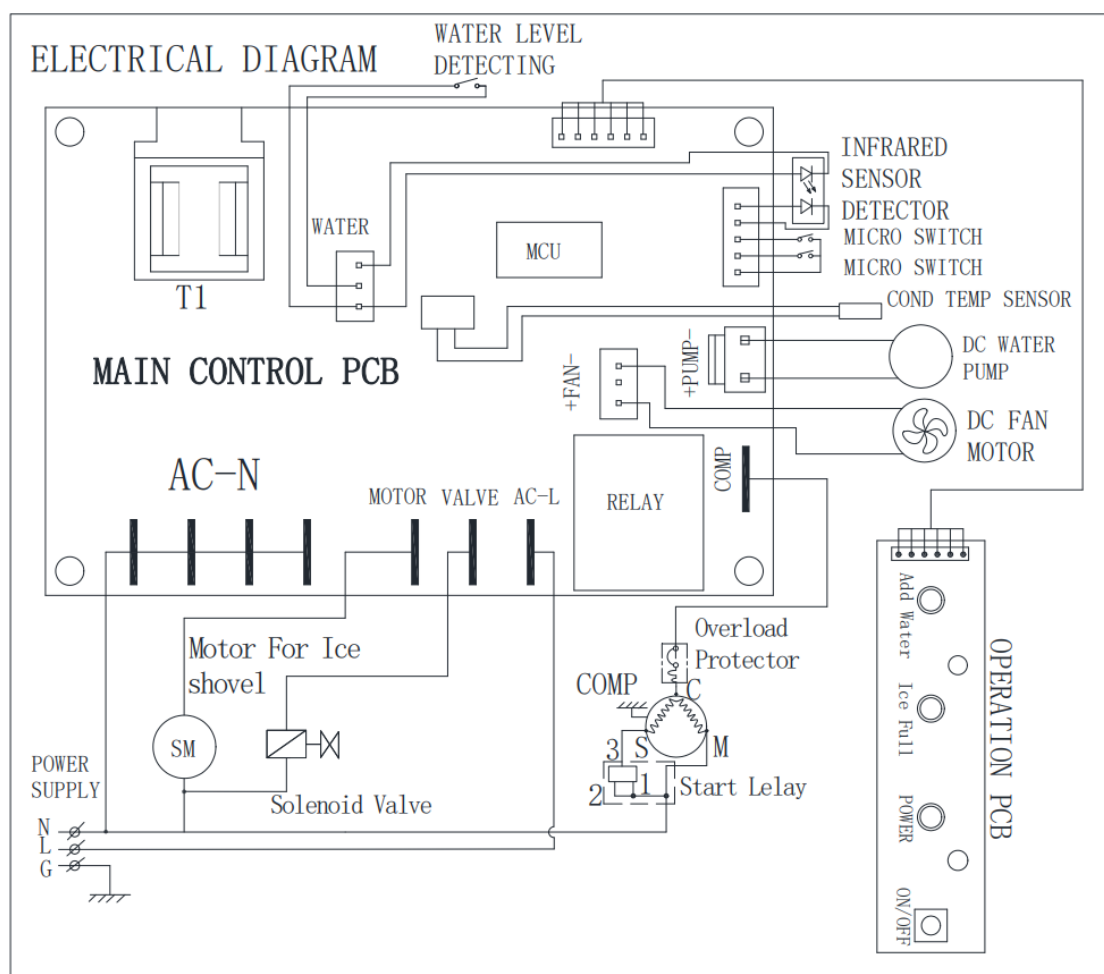 ELECTRICAL DIAGRAM
WATER LEVEL
DETECTING
INFRARED
SENSOR
DETECTOR
MICRO SWITCH
MICRO SWITCH
COND TEMP SENSOR
WATER
MCU
T1
MAIN CONTROL PCB
+PUMP-
DC WATER
PUMP
+FAN-
DC FAN
MOTOR
AC-N
MOTOR
VALVE
AC-L
RELAY
COMP
Motor For Ice
shovel
Overload
Protector
COMP
C
S
M
3
2
1
Start Lelay
SM
Solenoid Valve
POWER
SUPPLY
N
L
G
Add Water
Ice Full
POWER
ON/OFF
OPERATION PCB